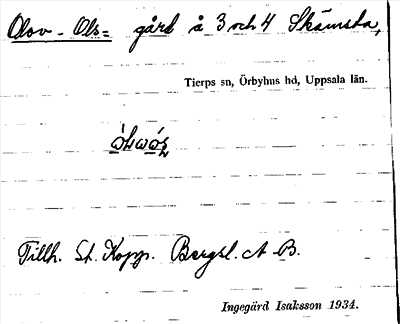 Olov-Ols= gård å 3 och 4 Skämsta,
Tierps sn, Örbyhus hd, Uppsala län.
Tillh. St. Kopp. Bergsl. A-B.
Ingegärd Isaksson 1934.